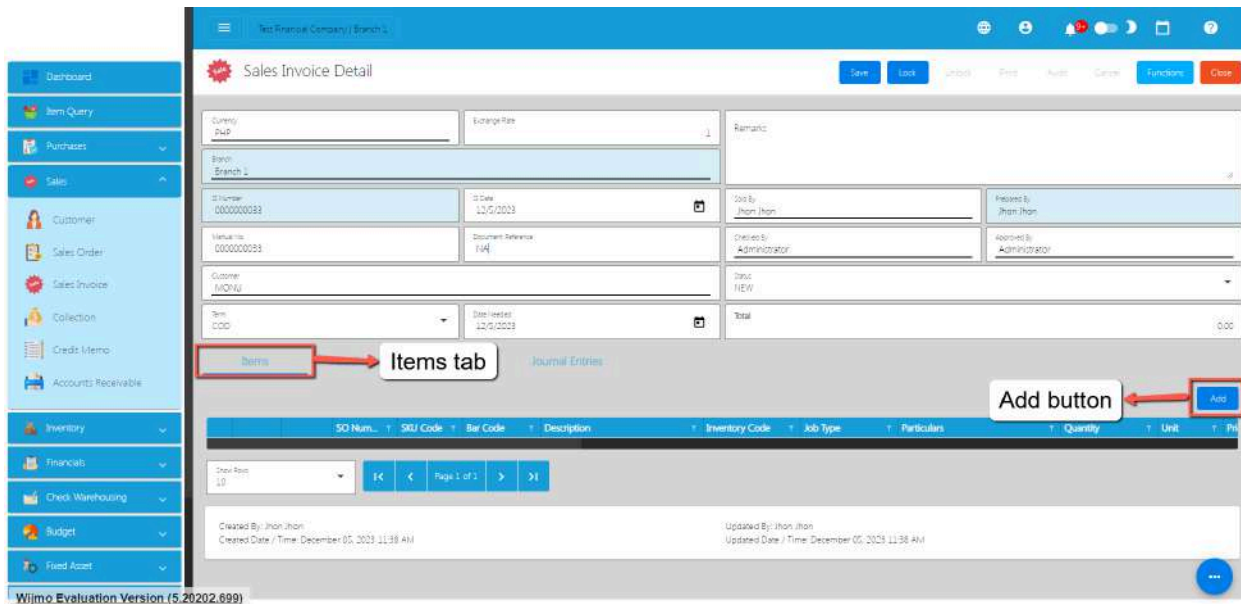 Test Financial Company | Branch 1
9+
Dashboard
Item Query
Purchases
Sales
Customer
Sales Order
Sales Invoice
Collection
Credit Memo
Accounts Receivable
Inventory
Financials
Check Warehousing
Budget
Fixed Asset
Wijmo Evaluation Version (5.20202.699)
Sales Invoice Detail
Save Lock Unlock Print Audit Cancel Functions Close
Currency
PHP
Exchange Rate
1
Remarks
Branch
Branch 1
SI Number
0000000033
SI Date
12/5/2023
Sold By
Jhon Jhon
Prepared By
Jhon Jhon
Manual No
0000000033
Document Reference
NA
Checked By
Administrator
Approved By
Administrator
Customer
MONU
Status
NEW
Term
COD
Date Needed
12/5/2023
Total
0.00
Items
Items tab
Journal Entries
Add button
Add
SO Num... SKU Code Bar Code Description Inventory Code Job Type Particulars Quantity Unit Pri
Show Rows
10
Page 1 of 1
Created By: Jhon Jhon
Created Date / Time: December 05, 2023 11:38 AM
Updated By: Jhon Jhon
Updated Date / Time: December 05, 2023 11:38 AM